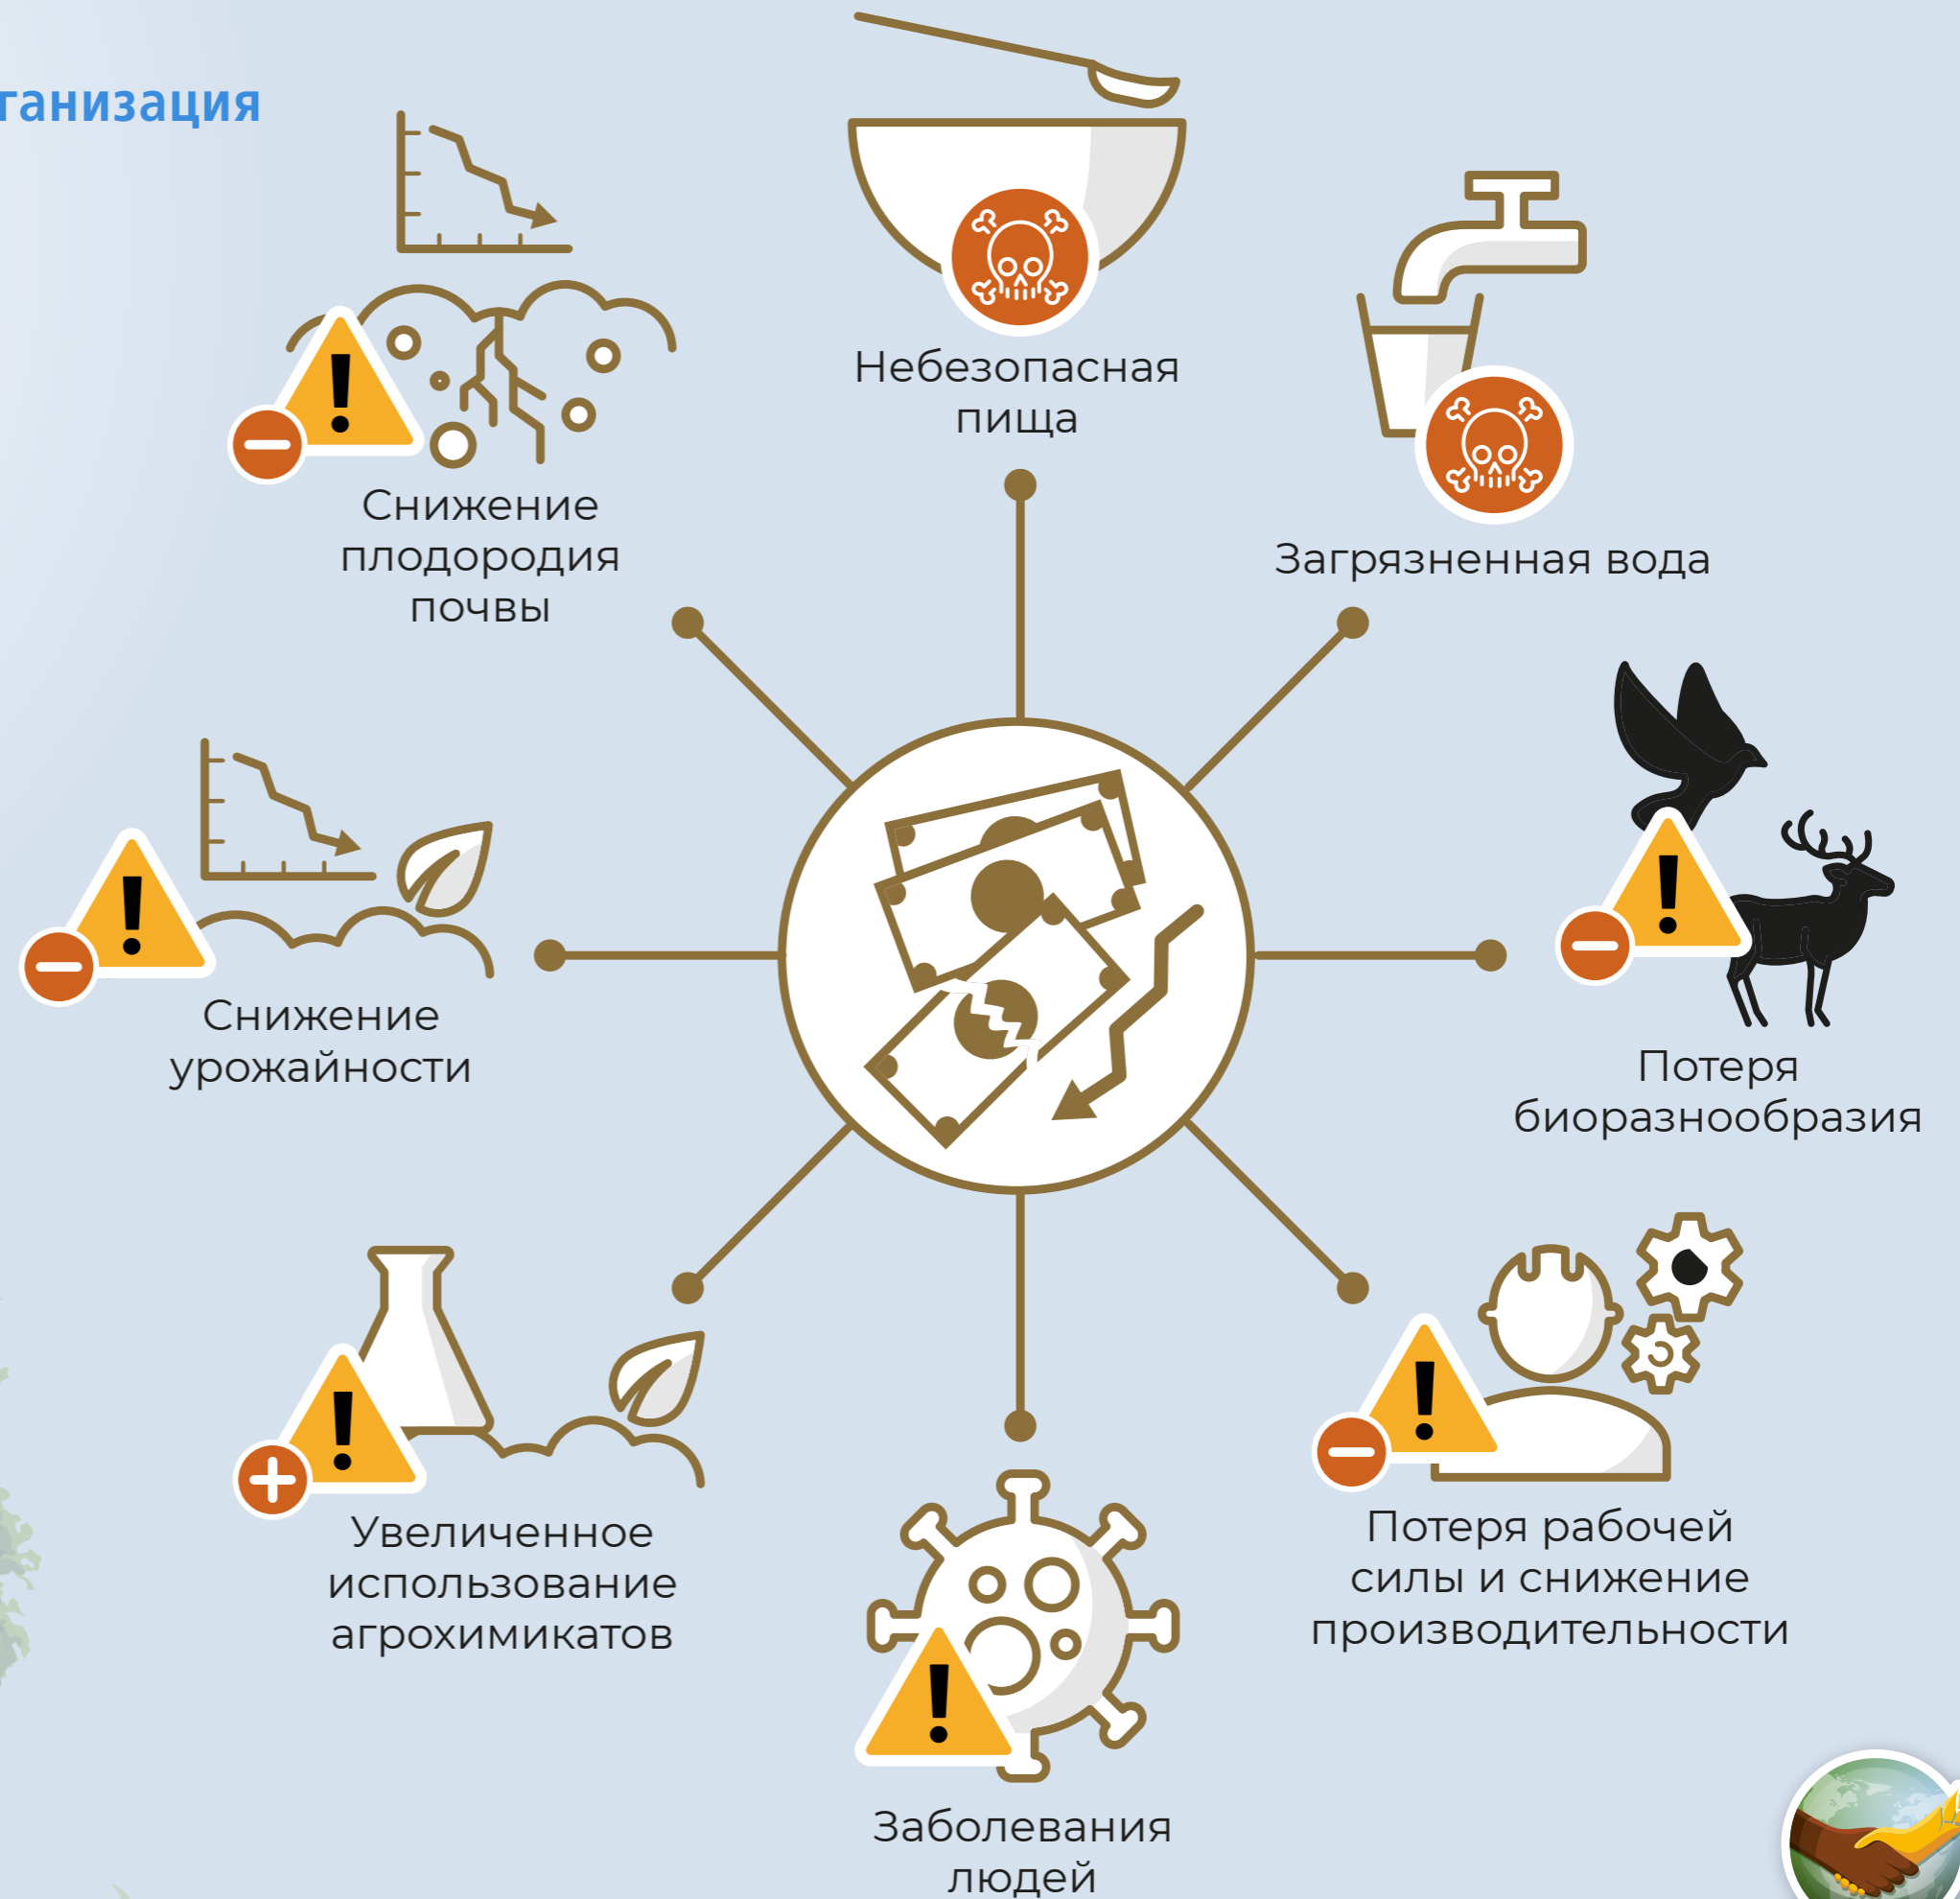 ганизация
Небезопасная
пища
Загрязненная вода
Снижение
плодородия
почвы
Снижение
урожайности
Потеря
биоразнообразия
Увеличенное
использование
агрохимикатов
Потеря рабочей
силы и снижение
производительности
Заболевания
людей